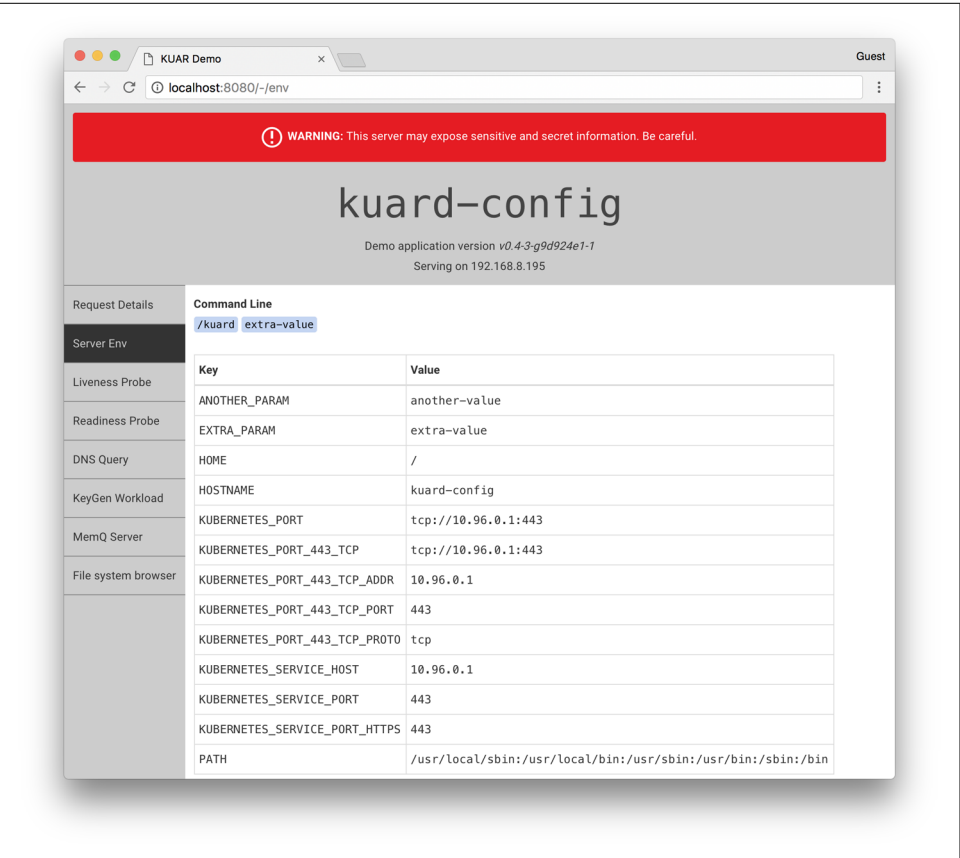 KUAR Demo
Guest
localhost:8080/-/env
WARNING: This server may expose sensitive and secret information. Be careful.
kuard-config
Demo application version v0.4-3-g9d924e1-1
Serving on 192.168.8.195
Request Details
Server Env
Liveness Probe
Readiness Probe
DNS Query
KeyGen Workload
MemQ Server
File system browser
Command Line
/kuard extra-value
Key Value
ANOTHER_PARAM another-value
EXTRA_PARAM extra-value
HOME /
HOSTNAME kuard-config
KUBERNETES_PORT tcp://10.96.0.1:443
KUBERNETES_PORT_443_TCP tcp://10.96.0.1:443
KUBERNETES_PORT_443_TCP_ADDR 10.96.0.1
KUBERNETES_PORT_443_TCP_PORT 443
KUBERNETES_PORT_443_TCP_PROTO tcp
KUBERNETES_SERVICE_HOST 10.96.0.1
KUBERNETES_SERVICE_PORT 443
KUBERNETES_SERVICE_PORT_HTTPS 443
PATH /usr/local/sbin:/usr/local/bin:/usr/sbin:/usr/bin:/sbin:/bin